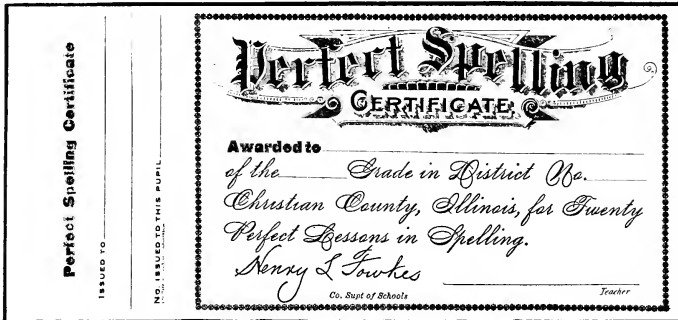 Perfect Spelling Certificate
ISSUED TO
NO. ISSUED TO THIS PUPIL
Perfect Spelling
CERTIFICATE
Awarded to
of the Grade in District No.
Christian County, Illinois, for Twenty
Perfect Lessons in Spelling.
Henry L Fowkes
Co. Supt of Schools
Teacher